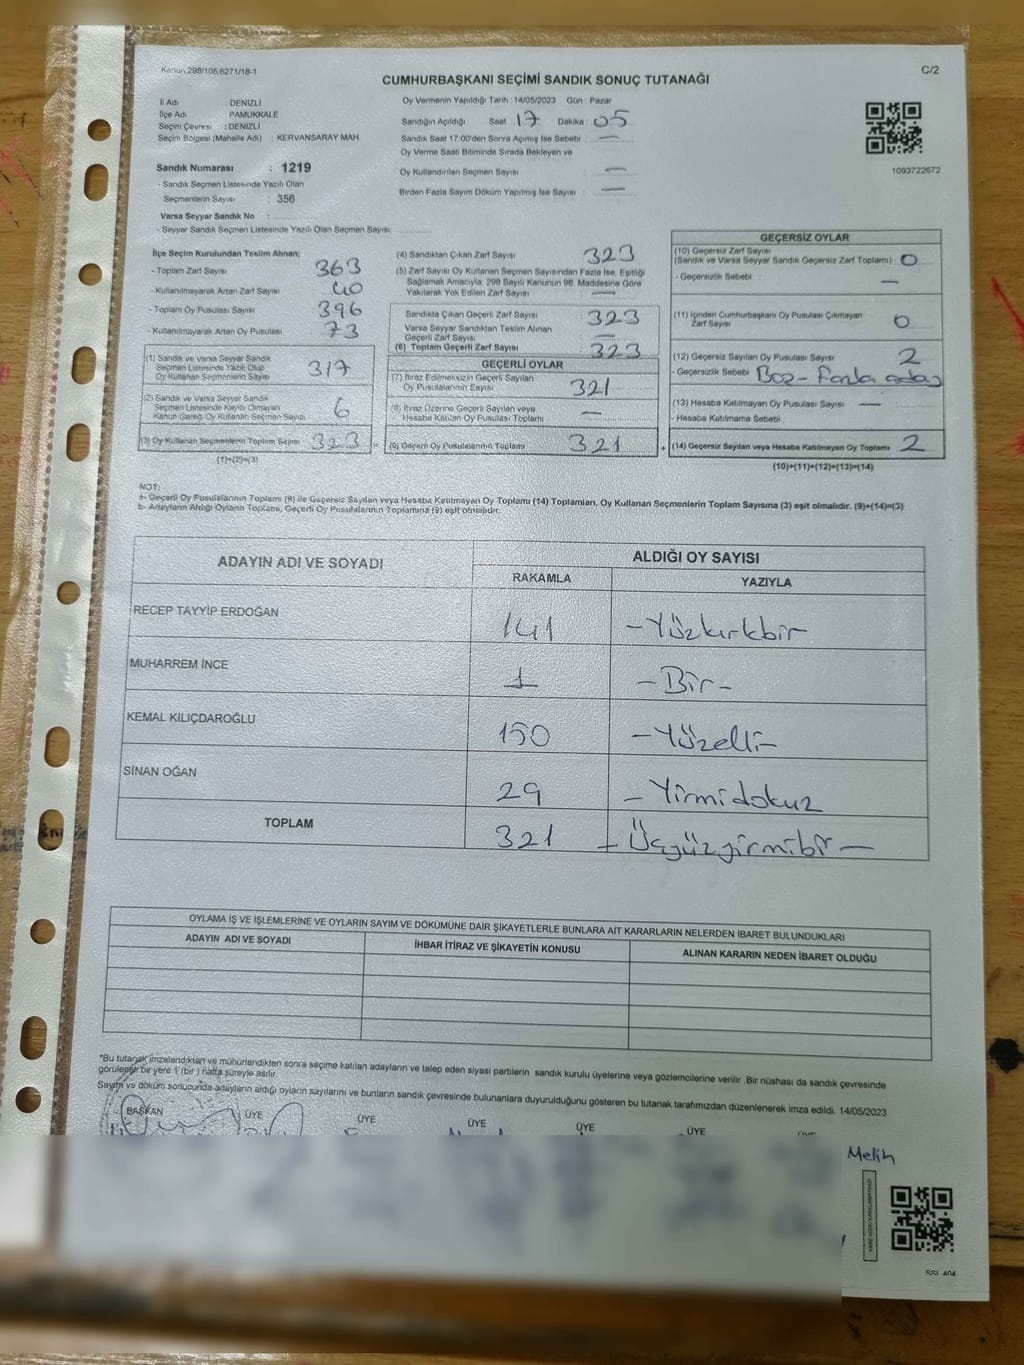 Kanun 298/105,6271/18-1
C/2
CUMHURBAŞKANI SEÇİMİ SANDIK SONUÇ TUTANAĞI
İl Adı : DENİZLİ
İlçe Adı : PAMUKKALE
Seçim Çevresi : DENİZLİ
Seçim Bölgesi (Mahalle Adı) : KERVANSARAY MAH.
Sandık Numarası : 1219
- Sandık Seçmen Listesinde Yazılı Olan
Seçmenlerin Sayısı : 356
Varsa Seyyar Sandık No :
- Seyyar Sandık Seçmen Listesinde Yazılı Olan Seçmen Sayısı
Oy Vermenin Yapıldığı Tarih : 14/05/2023 Gün : Pazar
Sandığın Açıldığı Saat 17 Dakika : 05
Sandık Saat 17:00'den Sonra Açımış İse Sebebi : —
Oy Verme Saati Bitiminde Sırada Bekleyen ve
Oy Kullandırılan Seçmen Sayısı : —
Birden Fazla Sayım Döküm Yapılmış İse Sayısı : —
1093722672
İlçe Seçim Kurulundan Teslim Alınan;
- Toplam Zarf Sayısı 363
- Kullanılmayarak Artan Zarf Sayısı 40
- Toplam Oy Pusulası Sayısı 396
- Kullanılmayarak Artan Oy Pusulası 73
(1) Sandık ve Varsa Seyyar Sandık
Seçmen Listesinde Yazılı Olup
Oy Kullanan Seçmenlerin Sayısı 317
(2) Sandık ve Varsa Seyyar Sandık
Seçmen Listesinde Kaydı Olmayan
Kanun Gereği Oy Kullanan Seçmen Sayısı 6
(3) Oy Kullanan Seçmenlerin Toplam Sayısı 323
(1)+(2)=(3)
(4) Sandıktan Çıkan Zarf Sayısı 323
(5) Zarf Sayısı Oy Kullanan Seçmen Sayısından Fazla İse, Eşitliği
Sağlamak Amacıyla; 298 Sayılı Kanunun 98. Maddesine Göre
Yakılarak Yok Edilen Zarf Sayısı —
Sandıkta Çıkan Geçerli Zarf Sayısı 323
Varsa Seyyar Sandıktan Teslim Alınan
Geçerli Zarf Sayısı —
(6) Toplam Geçerli Zarf Sayısı 323
GEÇERLİ OYLAR
(7) İtiraz Edilmeksizin Geçerli Sayılan
Oy Pusulalarının Sayısı 321
(8) İtiraz Üzerine Geçerli Sayılan veya
Hesaba Katılan Oy Pusulaları Toplamı —
(9) Geçerli Oy Pusulalarının Toplamı 321
GEÇERSİZ OYLAR
(10) Geçersiz Zarf Sayısı
(Sandık ve Varsa Seyyar Sandık Geçersiz Zarf Toplamı) : 0
- Geçersizlik Sebebi —
(11) İçinden Cumhurbaşkanı Oy Pusulası Çıkmayan
Zarf Sayısı 0
(12) Geçersiz Sayılan Oy Pusulası Sayısı 2
- Geçersizlik Sebebi
(13) Hesaba Katılmayan Oy Pusulası Sayısı —
- Hesaba Katılmama Sebebi
(14) Geçersiz Sayılan veya Hesaba Katılmayan Oy Toplamı 2
(10)+(11)+(12)+(13)=(14)
NOT:
a- Geçerli Oy Pusulalarının Toplamı (9) ile Geçersiz Sayılan veya Hesaba Katılmayan Oy Toplamı (14) Toplamları, Oy Kullanan Seçmenlerin Toplam Sayısına (3) eşit olmalıdır. (9)+(14)=(3)
b- Adayların Aldığı Oyların Toplamı, Geçerli Oy Pusulalarının Toplamına (9) eşit olmalıdır.
ADAYIN ADI VE SOYADI
ALDIĞI OY SAYISI
RAKAMLA YAZIYLA
RECEP TAYYİP ERDOĞAN 141 -Yüzkırkbir
MUHARREM İNCE 1 -Bir-
KEMAL KILIÇDAROĞLU 150 -Yüzelli-
SİNAN OĞAN 29 -Yirmidokuz
TOPLAM 321 -Üçyüzyirmibir-
OYLAMA İŞ VE İŞLEMLERİNE VE OYLARIN SAYIM VE DÖKÜMÜNE DAİR ŞİKAYETLERLE BUNLARA AİT KARARLARIN NELERDEN İBARET BULUNDUKLARI
ADAYIN ADI VE SOYADI İHBAR İTİRAZ VE ŞİKAYETİN KONUSU ALINAN KARARIN NEDEN İBARET OLDUĞU
*Bu tutanak imzalandıktan ve mühürlendikten sonra seçime katılan adayların ve talep eden siyasi partilerin sandık kurulu üyelerine veya gözlemcilerine verilir .Bir nüshası da sandık çevresinde
görülecek bir yere 1 (bir ) hafta süreyle asılır.
Sayım ve döküm sonucunda adayların aldığı oyların sayılarını ve bunların sandık çevresinde bulunanlara duyurulduğunu gösteren bu tutanak tarafımızdan düzenlenerek imza edildi. 14/05/2023
BAŞKAN ÜYE ÜYE ÜYE ÜYE ÜYE
Melih